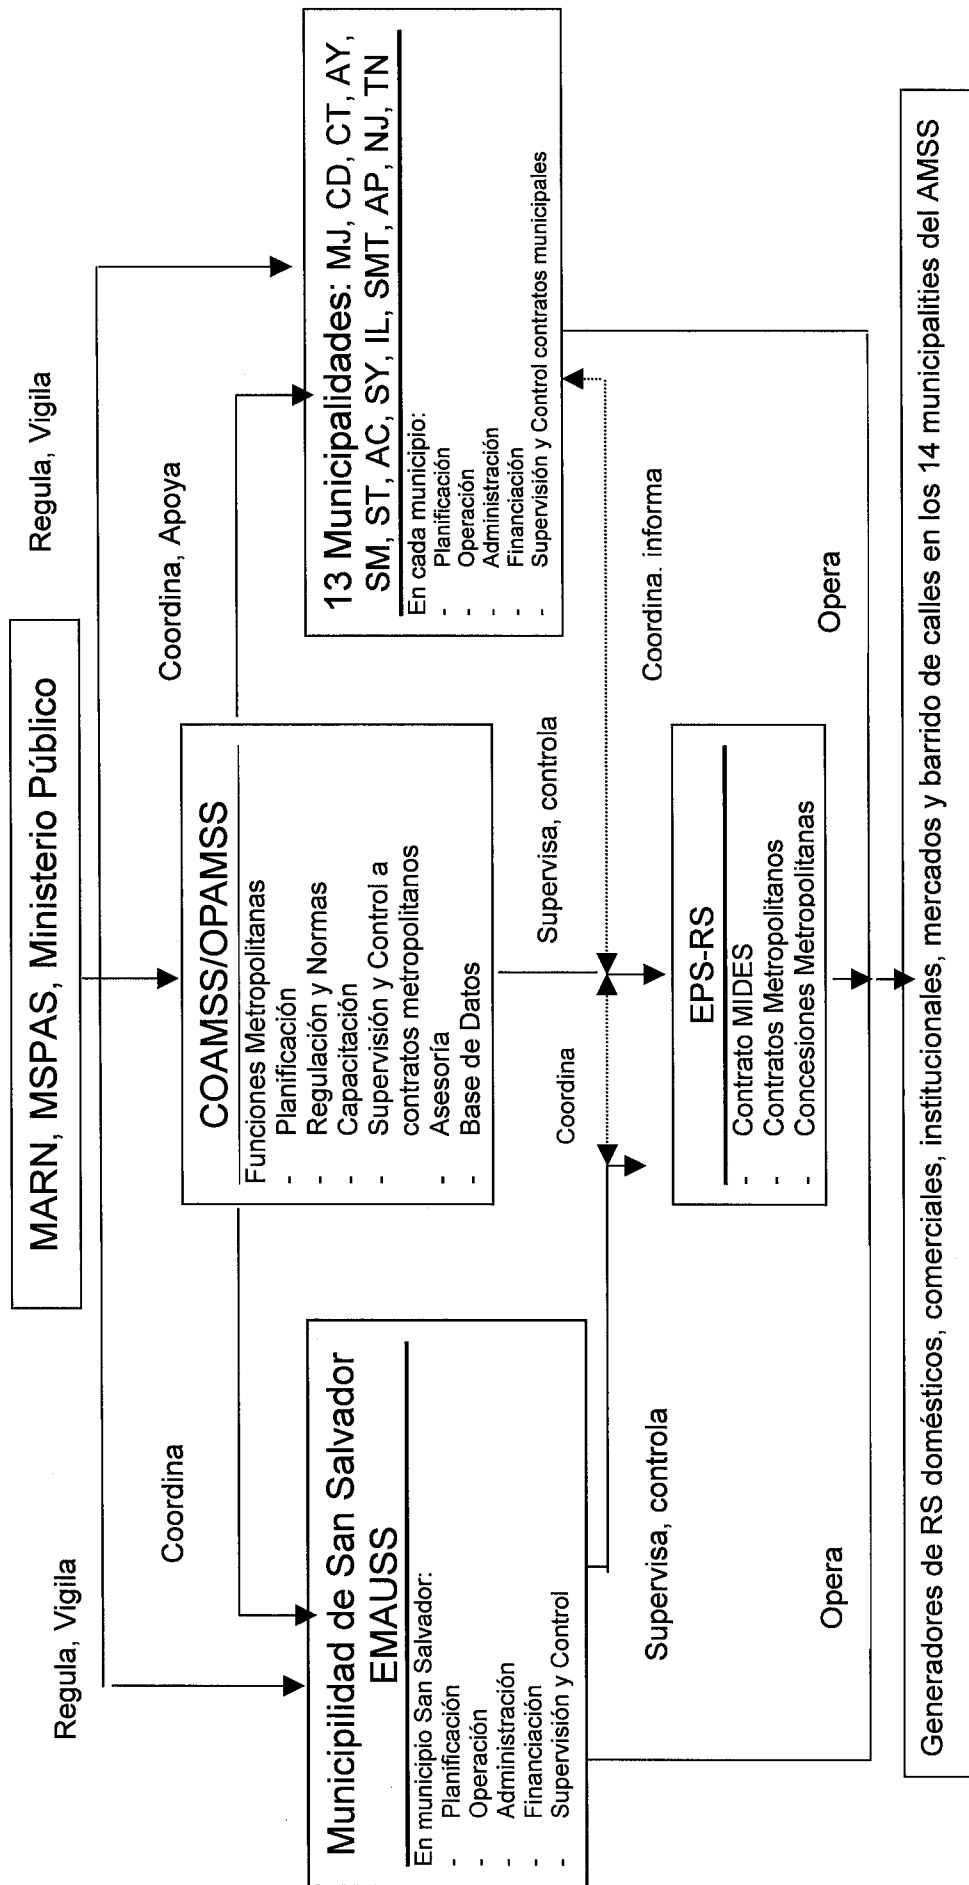 MARN, MSPAS, Ministerio Público
Regula, Vigila
Regula, Vigila
Coordina
Coordina, Apoya
COAMSS/OPAMSS
Funciones Metropolitanas
- Planificación
- Regulación y Normas
- Capacitación
- Supervisión y Control a
contratos metropolitanos
- Asesoría
- Base de Datos
Municipilidad de San Salvador
EMAUSS
En municipio San Salvador:
- Planificación
- Operación
- Administración
- Financiación
- Supervisión y Control
13 Municipalidades: MJ, CD, CT, AY,
SM, ST, AC, SY, IL, SMT, AP, NJ, TN
En cada municipio:
- Planificación
- Operación
- Administración
- Financiación
- Supervisión y Control contratos municipales
Supervisa, controla
Coordina
Coordina. informa
Supervisa, controla
EPS-RS
- Contrato MIDES
- Contratos Metropolitanos
- Concesiones Metropolitanas
Opera
Opera
Generadores de RS domésticos, comerciales, institucionales, mercados y barrido de calles en los 14 municipalities del AMSS